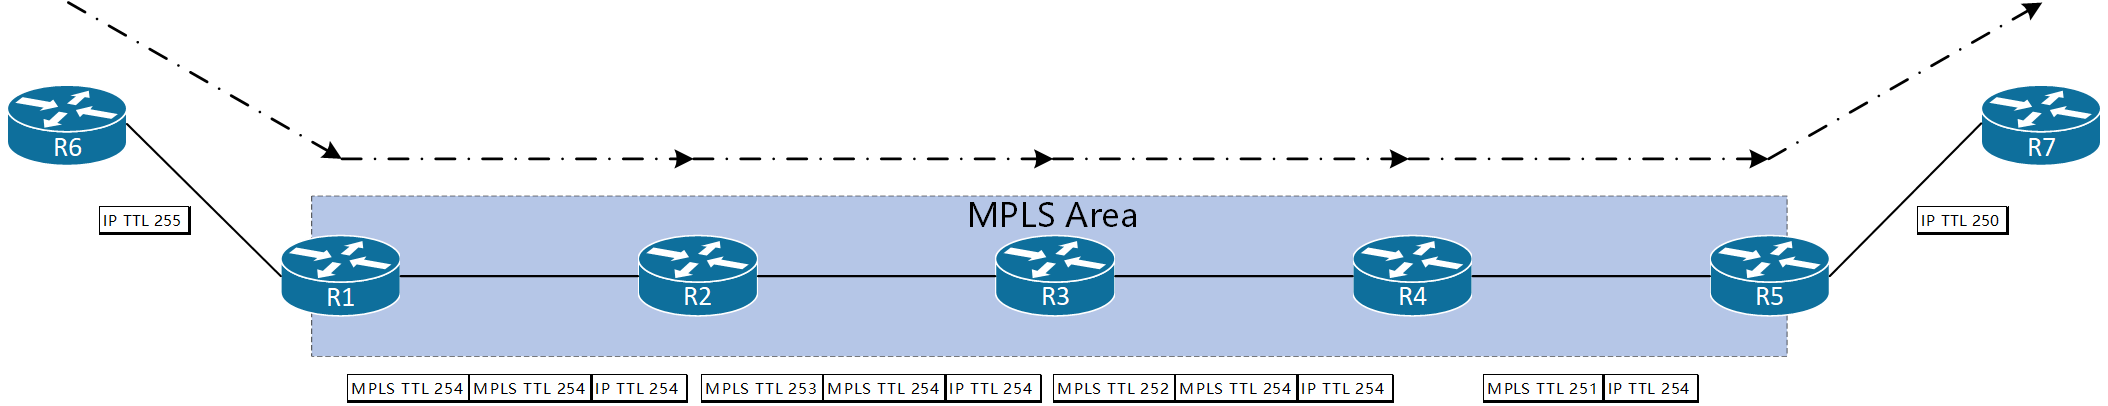 R6
R7
IP TTL 255
MPLS Area
IP TTL 250
R1
R2
R3
R4
R5
MPLS TTL 254 MPLS TTL 254 IP TTL 254
MPLS TTL 253 MPLS TTL 254 IP TTL 254
MPLS TTL 252 MPLS TTL 254 IP TTL 254
MPLS TTL 251 IP TTL 254